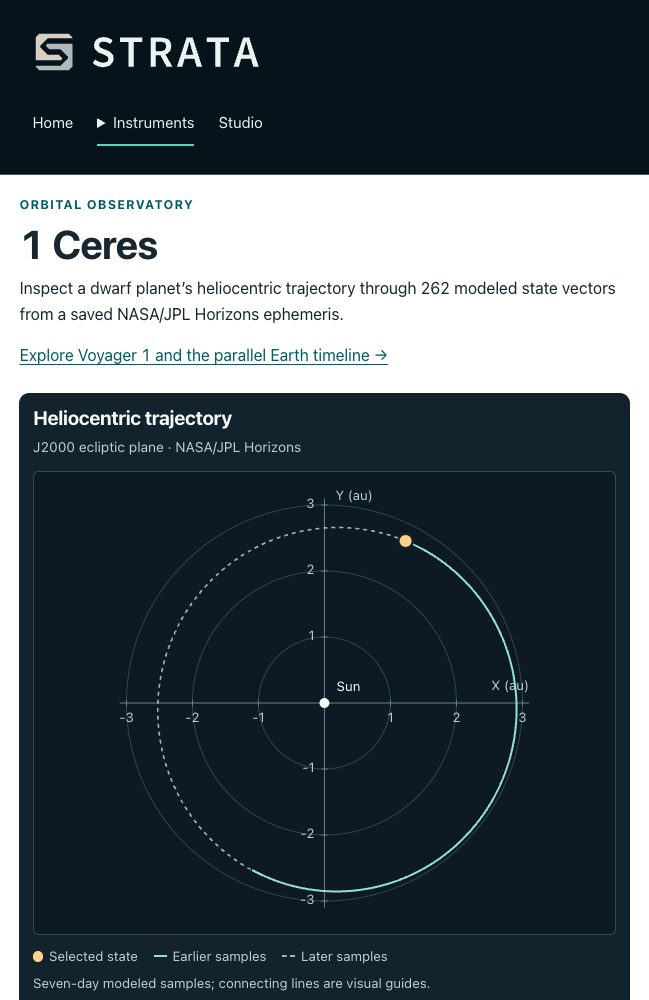 STRATA
Home ▶ Instruments Studio
ORBITAL OBSERVATORY
1 Ceres
Inspect a dwarf planet’s heliocentric trajectory through 262 modeled state vectors
from a saved NASA/JPL Horizons ephemeris.
Explore Voyager 1 and the parallel Earth timeline →
Heliocentric trajectory
J2000 ecliptic plane · NASA/JPL Horizons
Y (au)
3
2
1
Sun
X (au)
-3 -2 -1 1 2 3
-1
-2
-3
Selected state Earlier samples Later samples
Seven-day modeled samples; connecting lines are visual guides.